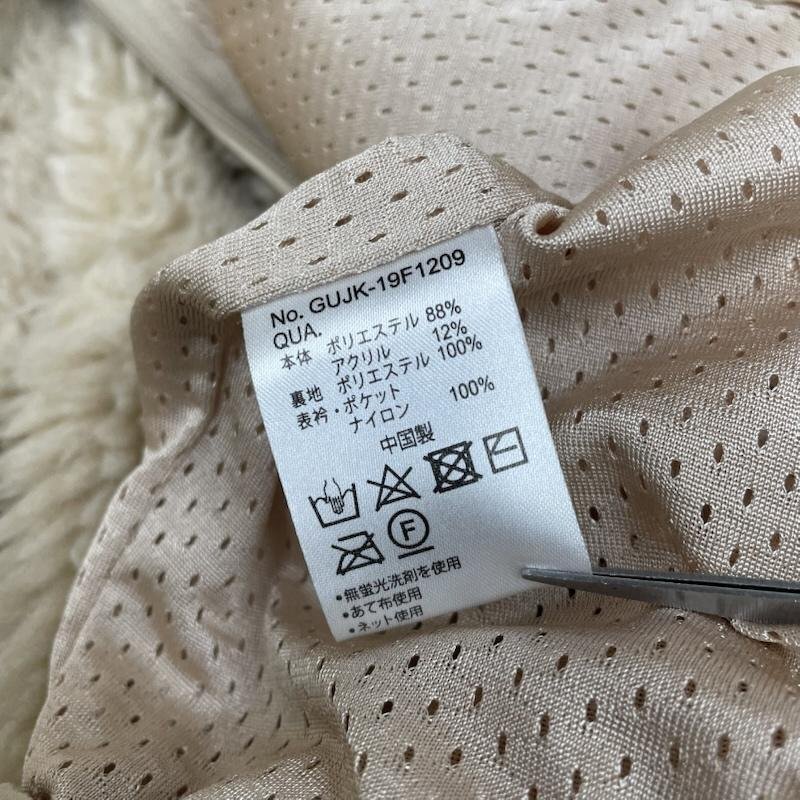 No. GUJK-19F1209
QUA.
本体 ポリエステル 88%
アクリル 12%
裏地 ポリエステル 100%
表衿・ポケット
ナイロン 100%
中国製
F
•無蛍光洗剤を使用
•あて布使用
•ネット使用